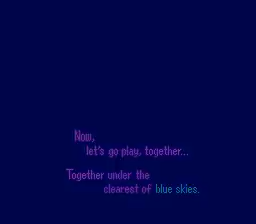 Now,
let's go play, together...
Together under the
clearest of blue skies.